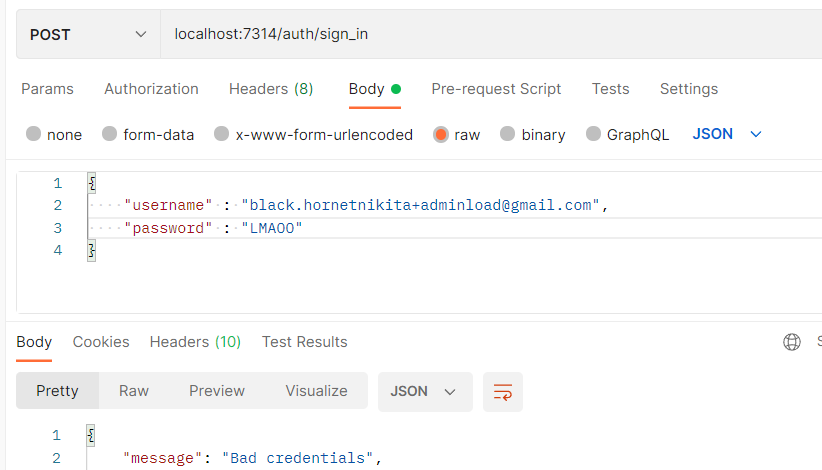 POST localhost:7314/auth/sign_in
Params Authorization Headers (8) Body Pre-request Script Tests Settings
none form-data x-www-form-urlencoded raw binary GraphQL JSON
1 {
2 "username" : "black.hornetnikita+adminload@gmail.com",
3 "password" : "LMAOO"
4 }
Body Cookies Headers (10) Test Results
Pretty Raw Preview Visualize JSON
1 {
2 "message": "Bad credentials",